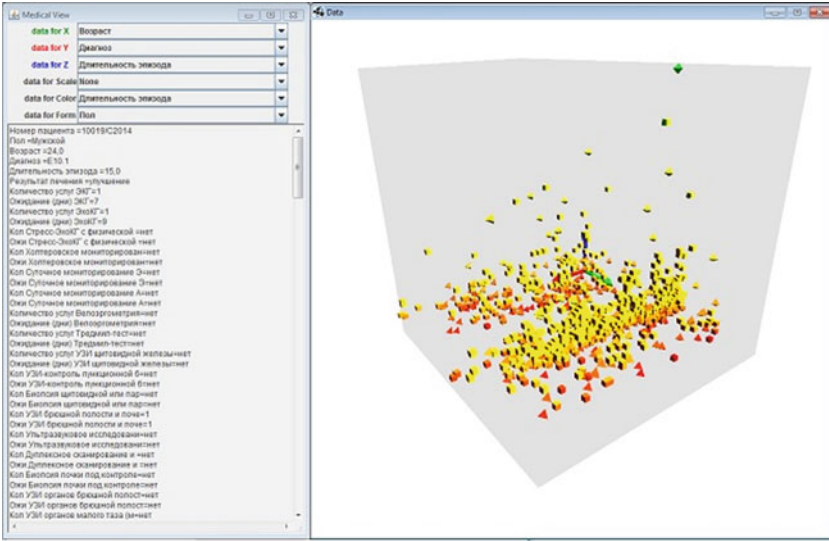 Medical View
data for X Возраст
data for Y Диагноз
data for Z Длительность эпизода
data for Scale None
data for Color Длительность эпизода
data for Form Пол
Номер пациента =10019/C2014
Пол =Мужской
Возраст =24,0
Диагноз =E10.1
Длительность эпизода =15,0
Результат лечения =улучшение
Количество услуг ЭКГ=1
Ожидание (дни) ЭКГ=7
Количество услуг ЭхоКГ=1
Ожидание (дни) ЭхоКГ=9
Кол Стресс-ЭхоКГ с физической =нет
Ожи Стресс-ЭхоКГ с физической =нет
Кол Холтеровское мониторирован=нет
Ожи Холтеровское мониторирован=нет
Кол Суточное мониторирование Э=нет
Ожи Суточное мониторирование Э=нет
Кол Суточное мониторирование А=нет
Ожи Суточное мониторирование А=нет
Количество услуг Велоэргометрия=нет
Ожидание (дни) Велоэргометрия=нет
Количество услуг Тредмил-тест=нет
Ожидание (дни) Тредмил-тест=нет
Количество услуг УЗИ щитовидной железы=нет
Ожидание (дни) УЗИ щитовидной железы=нет
Кол УЗИ-контроль пункционной б=нет
Ожи УЗИ-контроль пункционной б=нет
Кол Биопсия щитовидной или пар=нет
Ожи Биопсия щитовидной или пар=нет
Кол УЗИ брюшной полости и поче=1
Ожи УЗИ брюшной полости и поче=1
Кол Ультразвуковое исследовани=нет
Ожи Ультразвуковое исследовани=нет
Кол Дуплексное сканирование и =нет
Ожи Дуплексное сканирование и =нет
Кол Биопсия почки под контроле=нет
Ожи Биопсия почки под контроле=нет
Кол УЗИ органов брюшной полост=нет
Ожи УЗИ органов брюшной полост=нет
Кол УЗИ органов малого таза (м=нет
Data